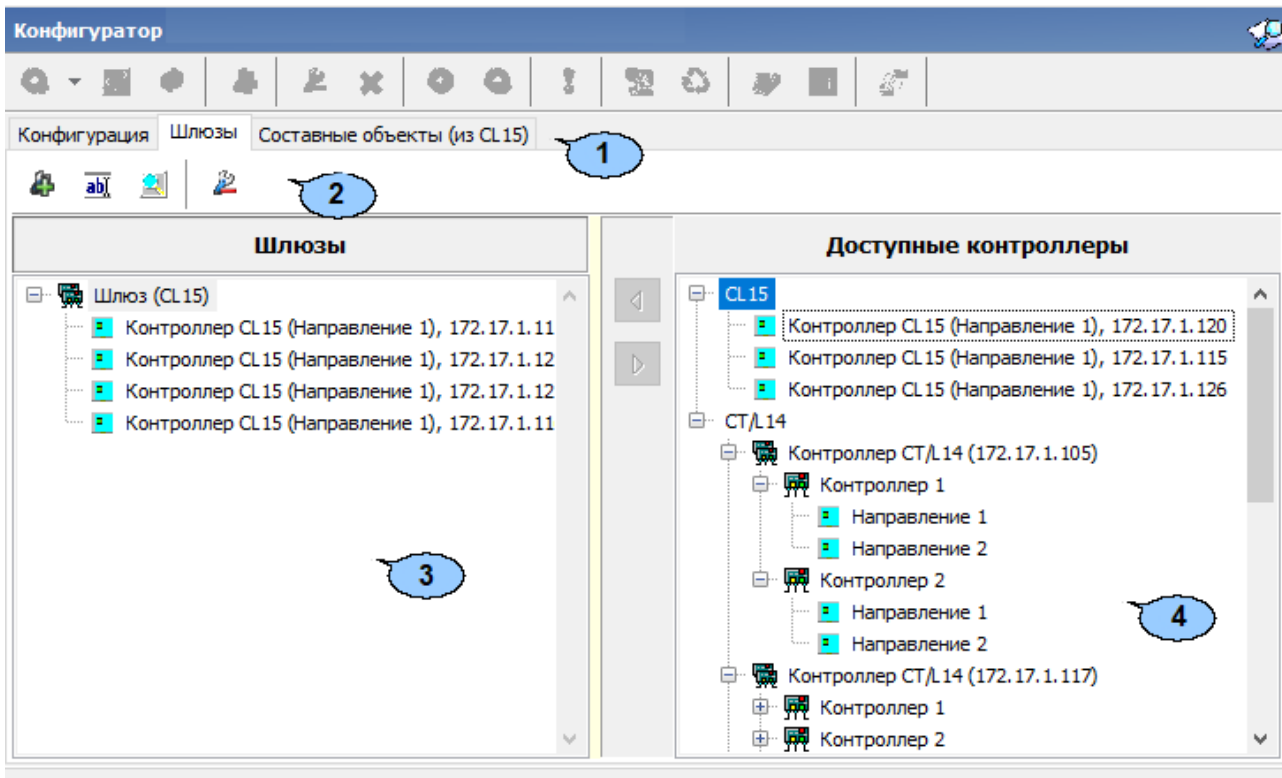 Конфигуратор
Конфигурация Шлюзы Составные объекты (из CL15)
1
abI
2
Шлюзы
Доступные контроллеры
Шлюз (CL15)
Контроллер CL15 (Направление 1), 172.17.1.11
Контроллер CL15 (Направление 1), 172.17.1.12
Контроллер CL15 (Направление 1), 172.17.1.12
Контроллер CL15 (Направление 1), 172.17.1.11
3
CL15
Контроллер CL15 (Направление 1), 172.17.1.120
Контроллер CL15 (Направление 1), 172.17.1.115
Контроллер CL15 (Направление 1), 172.17.1.126
CT/L14
Контроллер CT/L14 (172.17.1.105)
Контроллер 1
Направление 1
Направление 2
Контроллер 2
Направление 1
Направление 2
4
Контроллер CT/L14 (172.17.1.117)
Контроллер 1
Контроллер 2